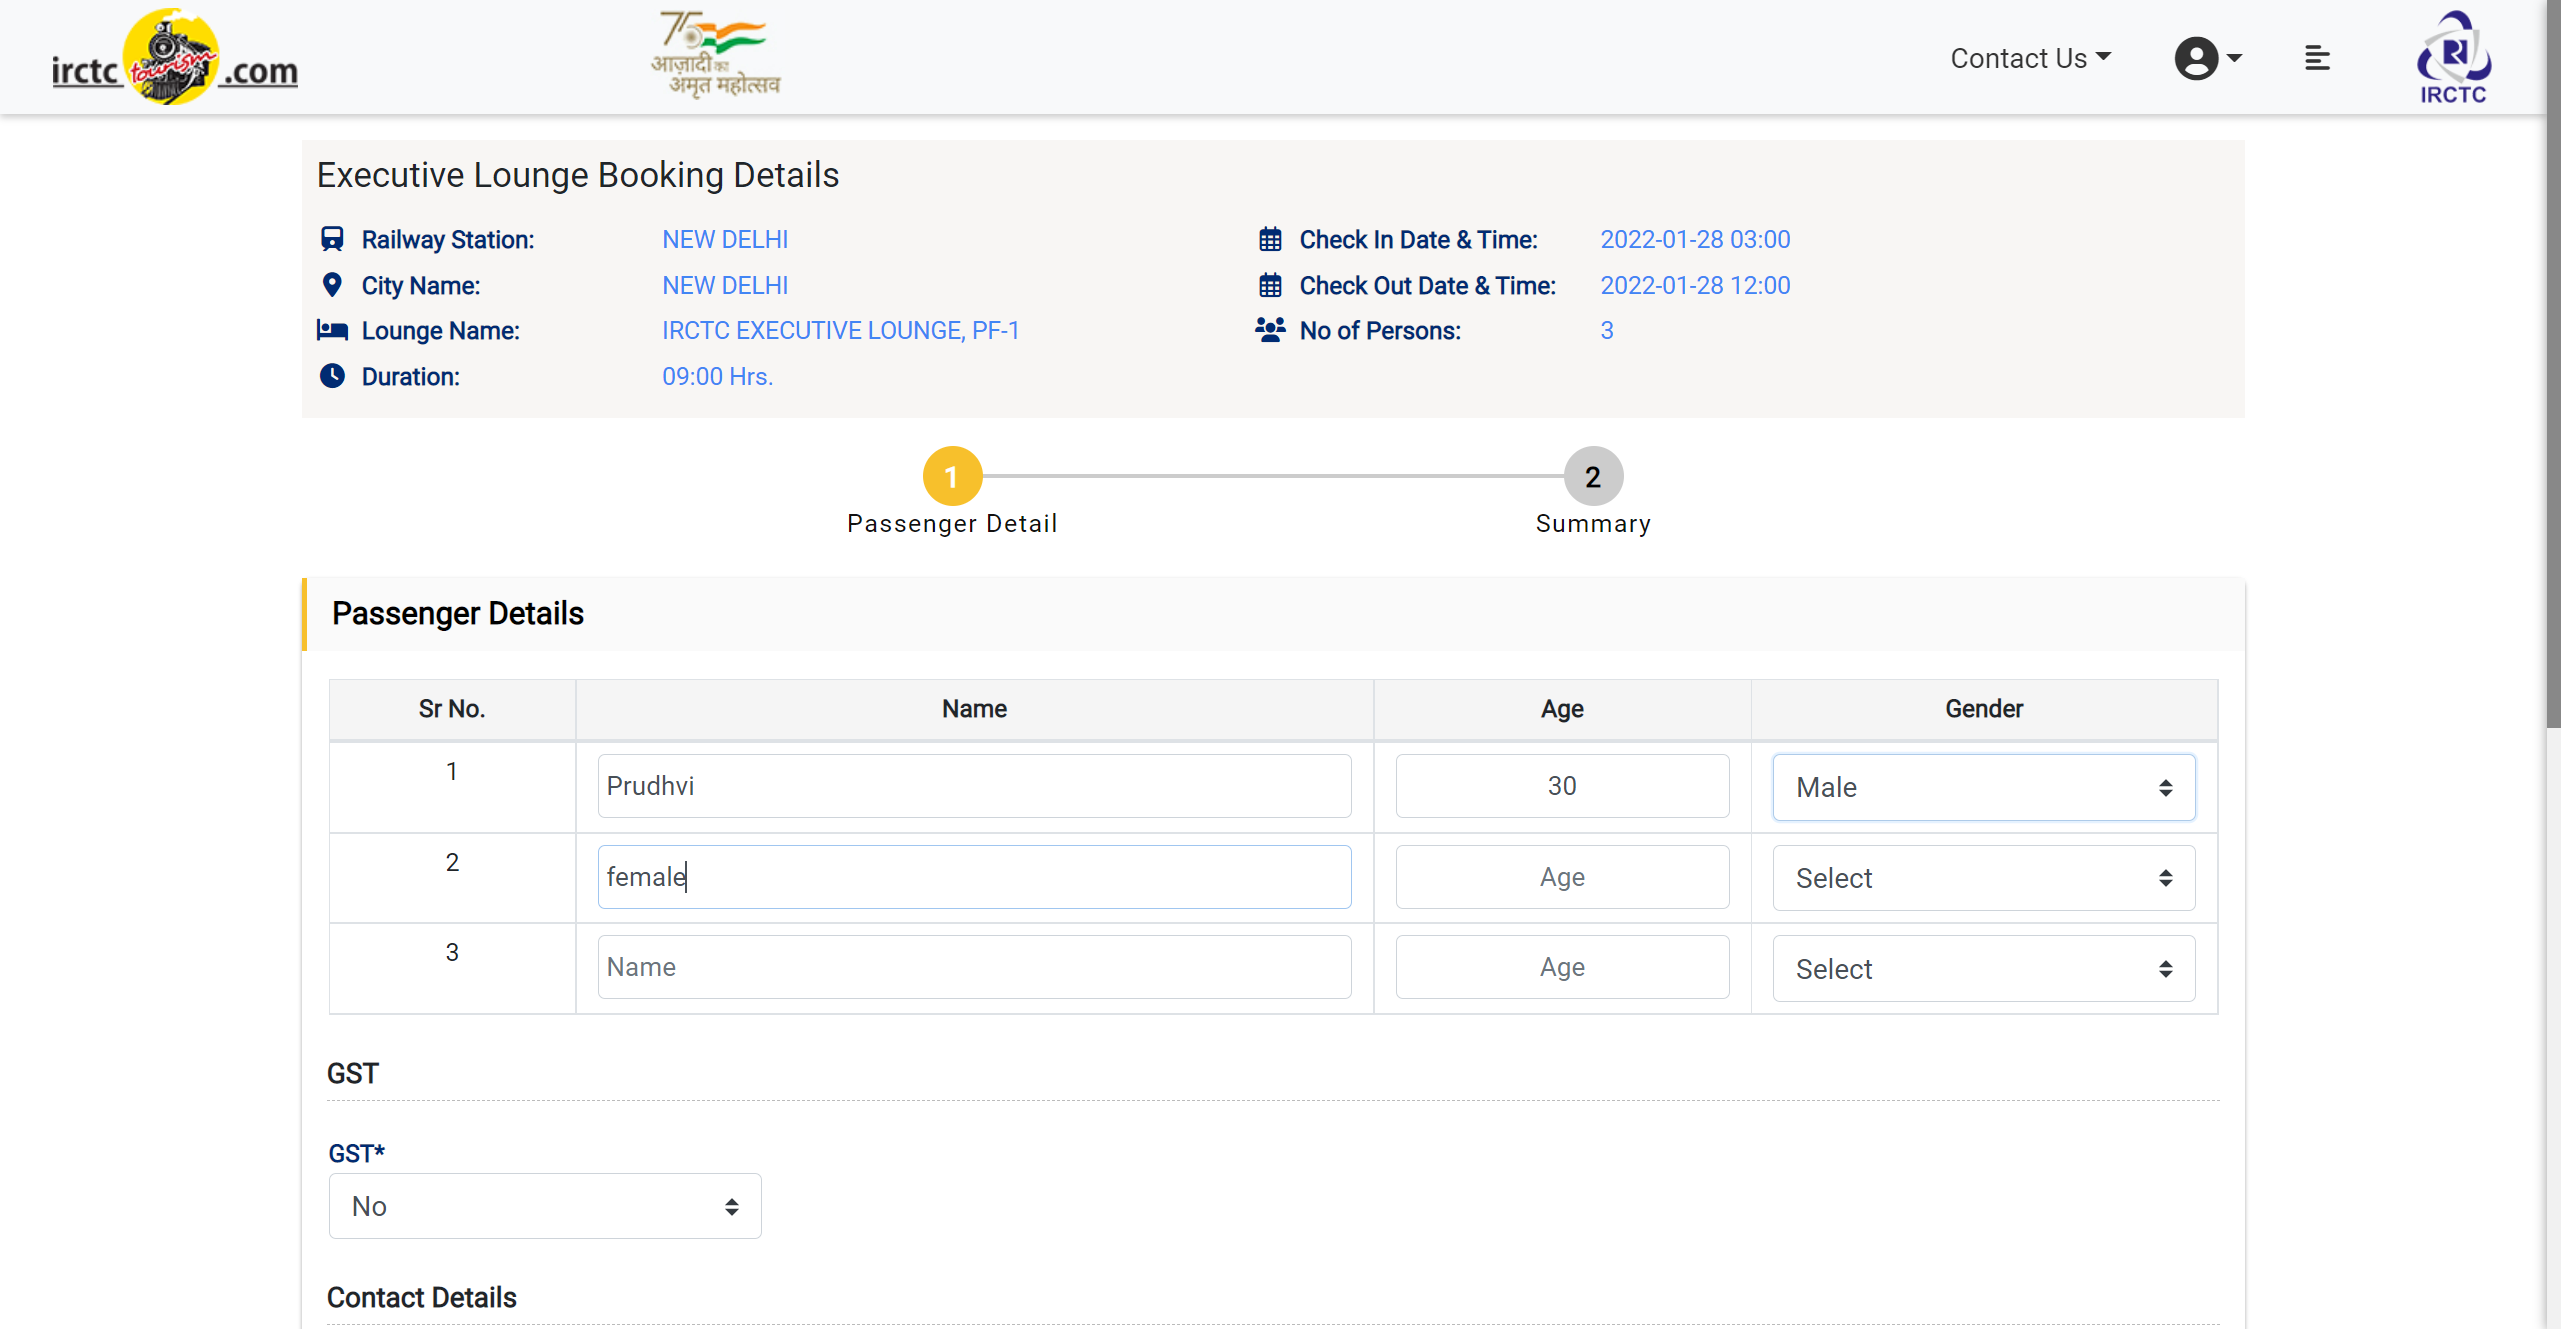 irctc tourism .com
75
आज़ादी का
अमृत महोत्सव
Contact Us
IRCTC
Executive Lounge Booking Details
Railway Station: NEW DELHI
Check In Date & Time: 2022-01-28 03:00
City Name: NEW DELHI
Check Out Date & Time: 2022-01-28 12:00
Lounge Name: IRCTC EXECUTIVE LOUNGE, PF-1
No of Persons: 3
Duration: 09:00 Hrs.
1 2
Passenger Detail Summary
Passenger Details
Sr No. Name Age Gender
1 Prudhvi 30 Male
2 female Age Select
3 Name Age Select
GST
GST*
No
Contact Details